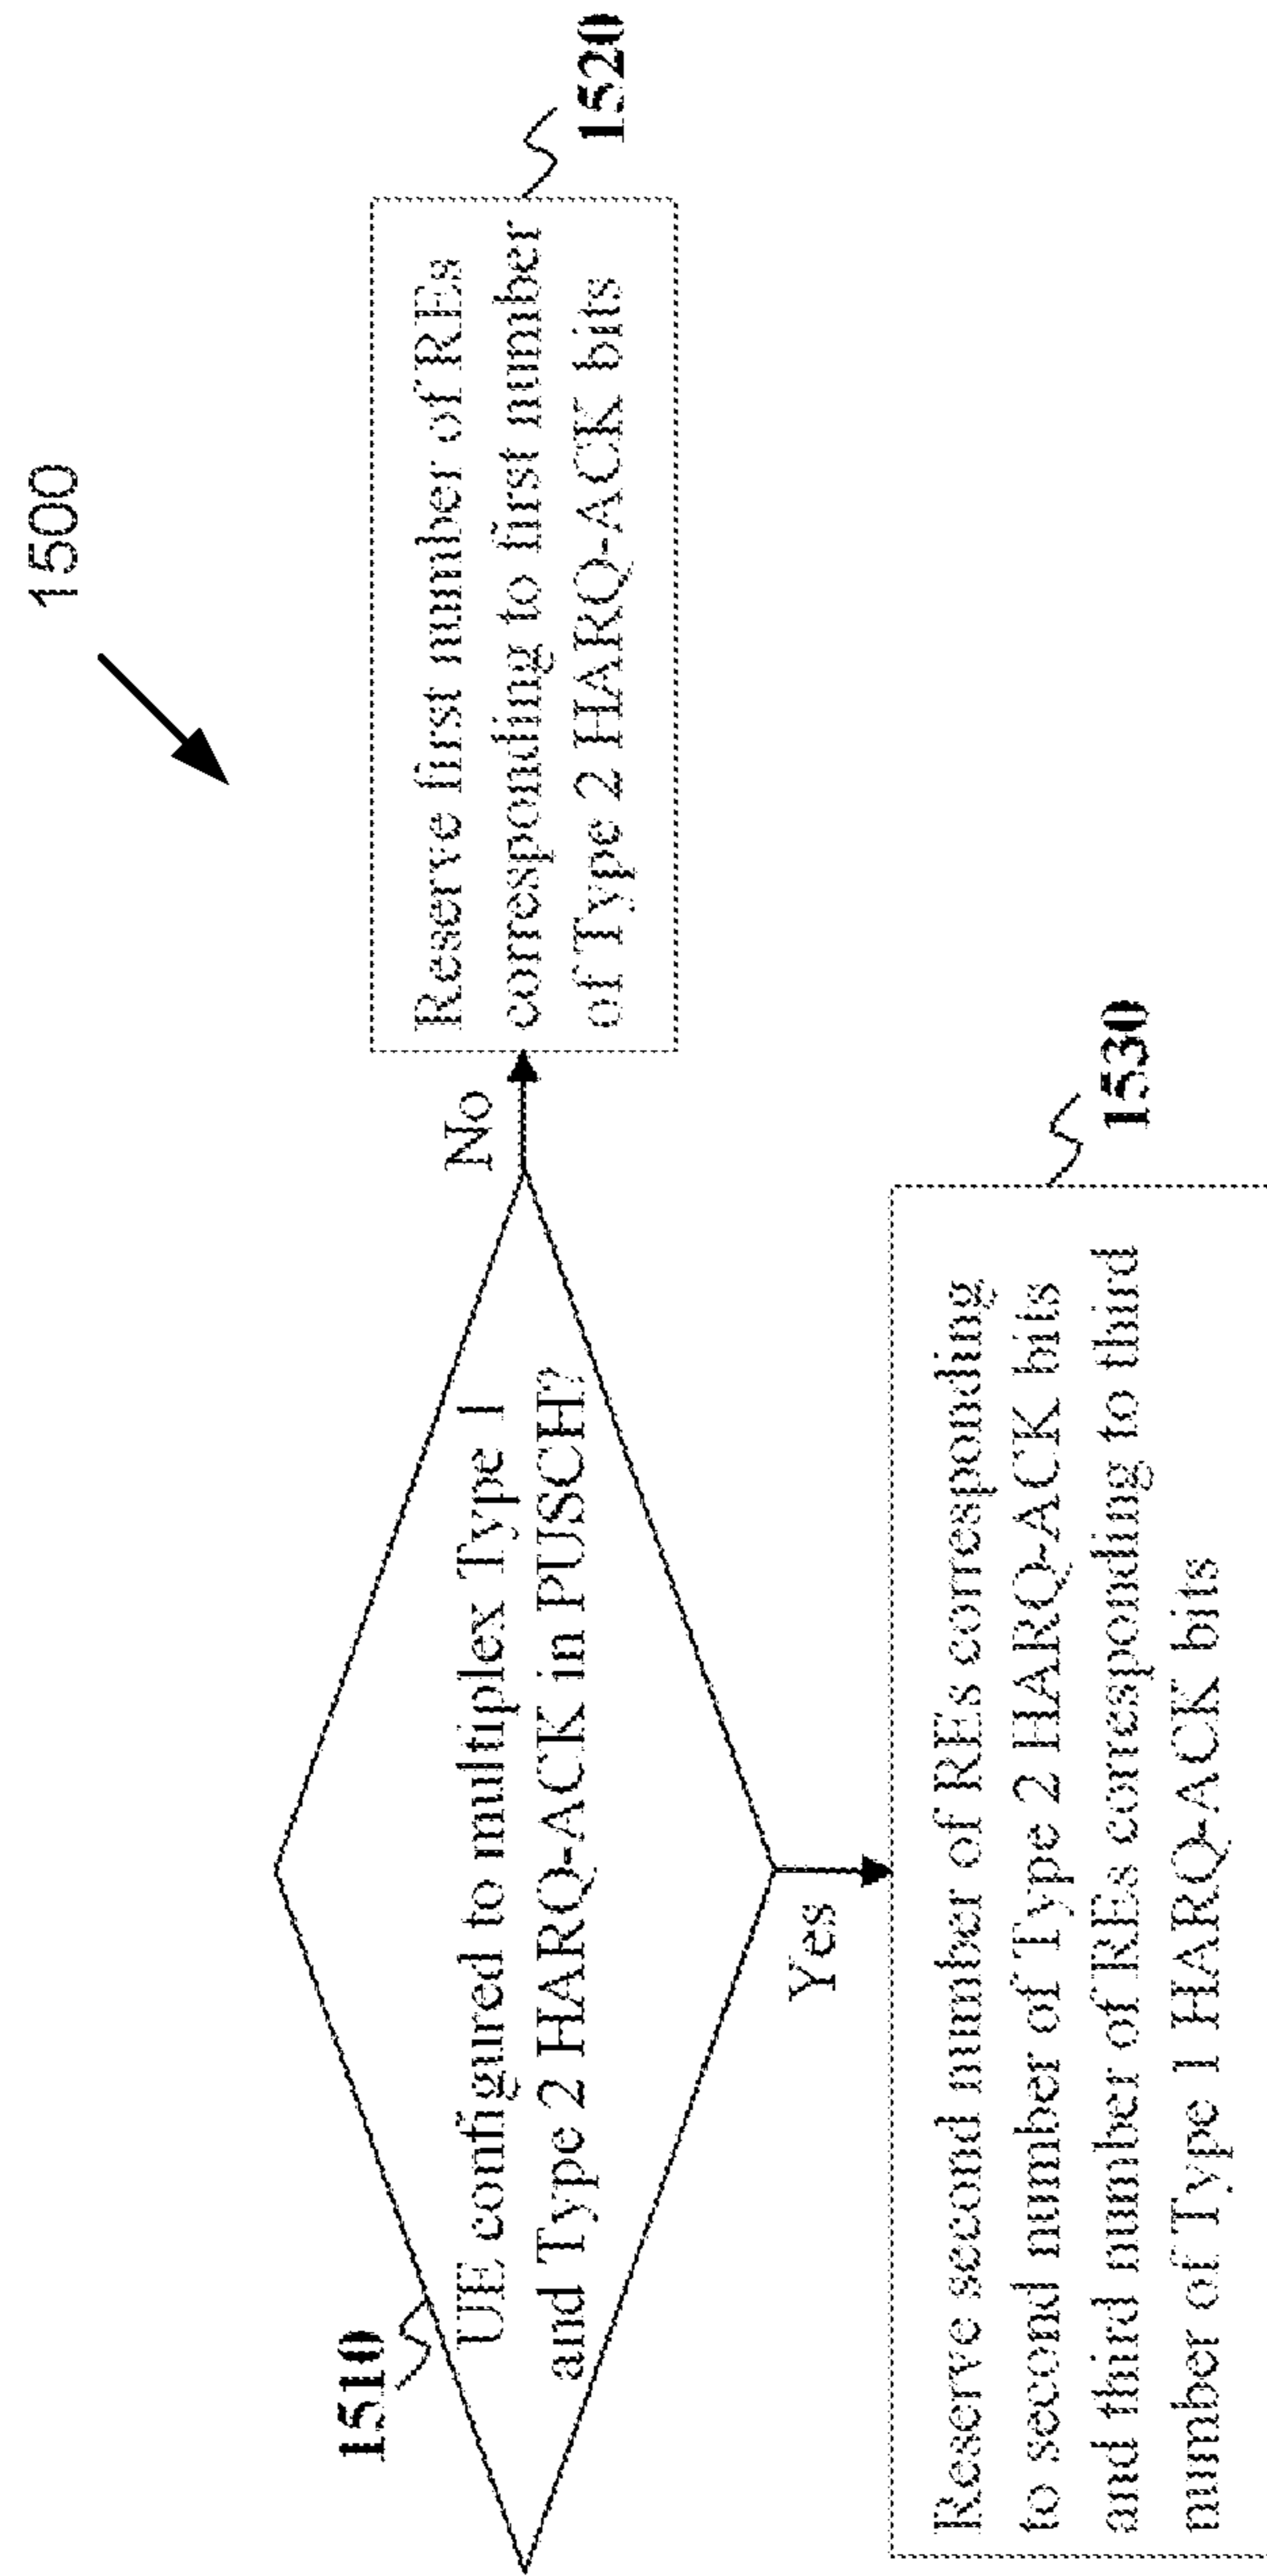 1500
1510
UE configured to multiplex Type 1
and Type 2 HARQ-ACK in PUSCH?
No
Reserve first number of REs
corresponding to first number
of Type 2 HARQ-ACK bits
1520
Yes
Reserve second number of REs corresponding
to second number of Type 2 HARQ-ACK bits
and third number of REs corresponding to third
number of Type 1 HARQ-ACK bits
1530